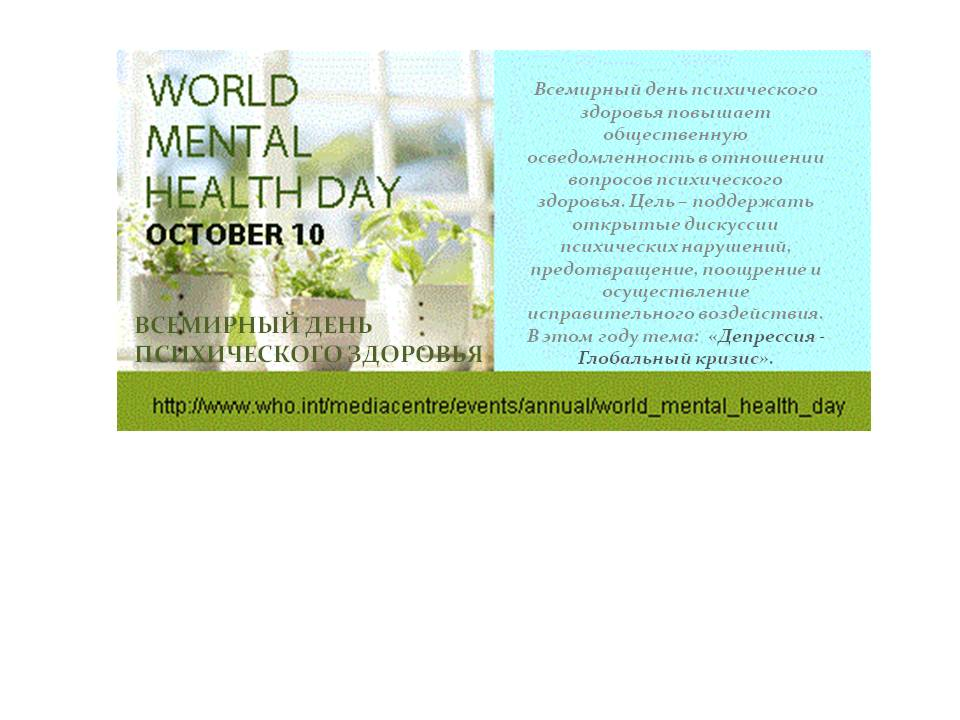 WORLD
MENTAL
HEALTH DAY
OCTOBER 10
ВСЕМИРНЫЙ ДЕНЬ
ПСИХИЧЕСКОГО ЗДОРОВЬЯ
Всемирный день психического
здоровья повышает
общественную
осведомленность в отношении
вопросов психического
здоровья. Цель – поддержать
открытые дискуссии
психических нарушений,
предотвращение, поощрение и
осуществление
исправительного воздействия.
В этом году тема: «Депрессия -
Глобальный кризис».
http://www.who.int/mediacentre/events/annual/world_mental_health_day